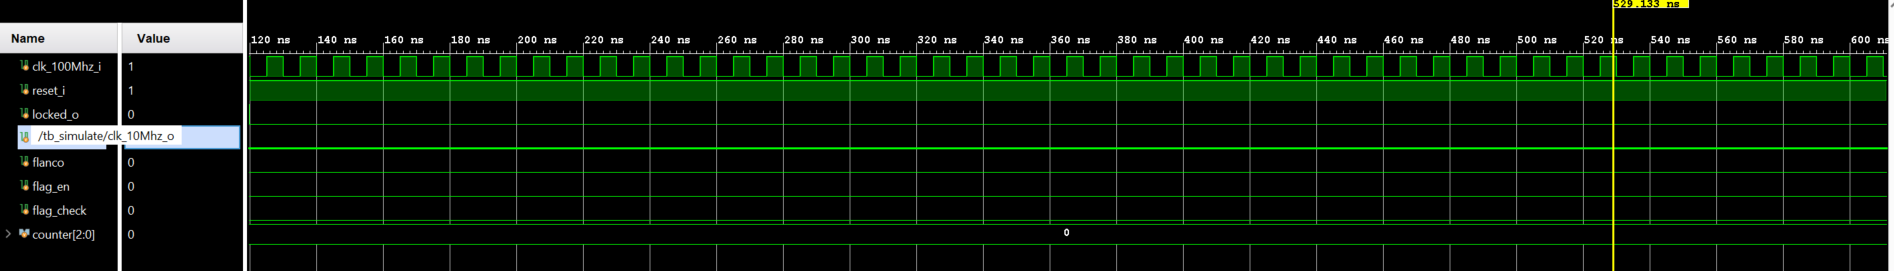 529.133 ns
Name Value
120 ns 140 ns 160 ns 180 ns 200 ns 220 ns 240 ns 260 ns 280 ns 300 ns 320 ns 340 ns 360 ns 380 ns 400 ns 420 ns 440 ns 460 ns 480 ns 500 ns 520 ns 540 ns 560 ns 580 ns 600 ns
clk_100Mhz_i 1
reset_i 1
locked_o 0
/tb_simulate/clk_10Mhz_o
flanco 0
flag_en 0
flag_check 0
counter[2:0] 0 0